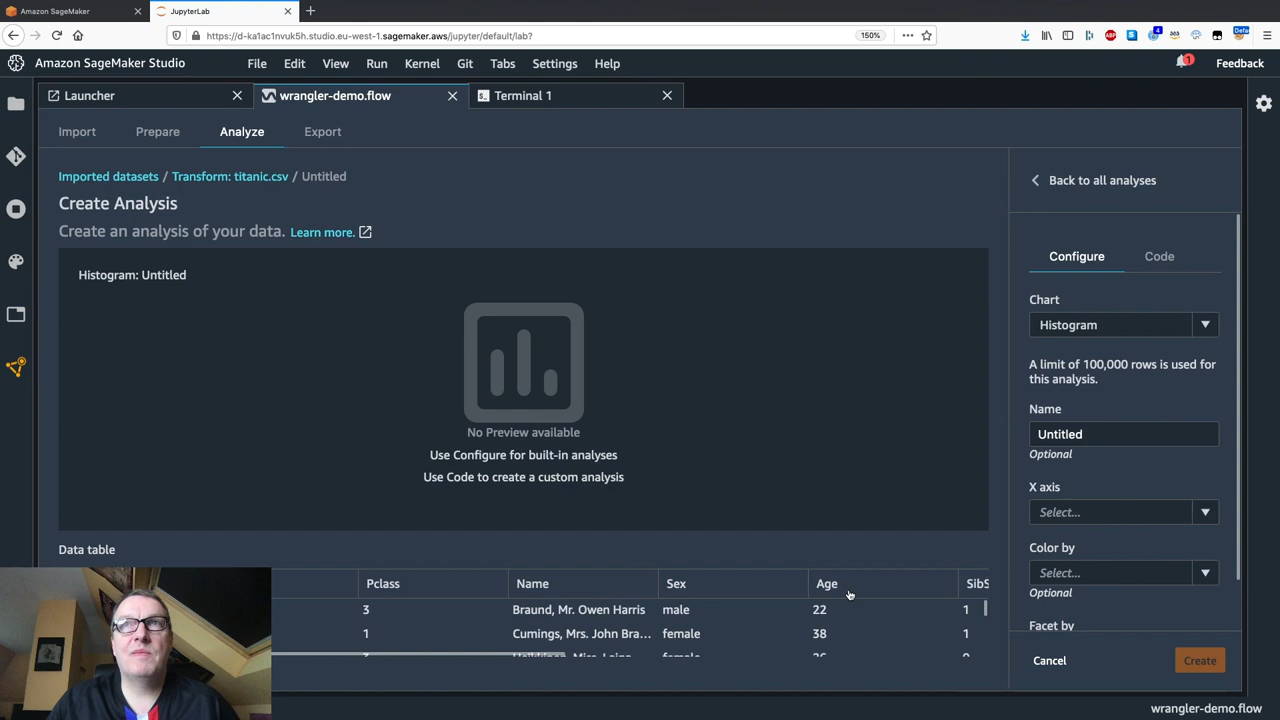 Amazon SageMaker
JupyterLab
https://d-ka1ac1nvuk5h.studio.eu-west-1.sagemaker.aws/jupyter/default/lab?
150%
Amazon SageMaker Studio
File Edit View Run Kernel Git Tabs Settings Help
1
Feedback
Launcher
wrangler-demo.flow
Terminal 1
Import Prepare Analyze Export
Imported datasets / Transform: titanic.csv / Untitled
Back to all analyses
Create Analysis
Create an analysis of your data. Learn more.
Histogram: Untitled
No Preview available
Use Configure for built-in analyses
Use Code to create a custom analysis
Configure Code
Chart
Histogram
A limit of 100,000 rows is used for
this analysis.
Name
Untitled
Optional
X axis
Select...
Color by
Select...
Optional
Facet by
Cancel Create
Data table
Pclass Name Sex Age SibS
3 Braund, Mr. Owen Harris male 22 1
1 Cumings, Mrs. John Bra... female 38 1
wrangler-demo.flow